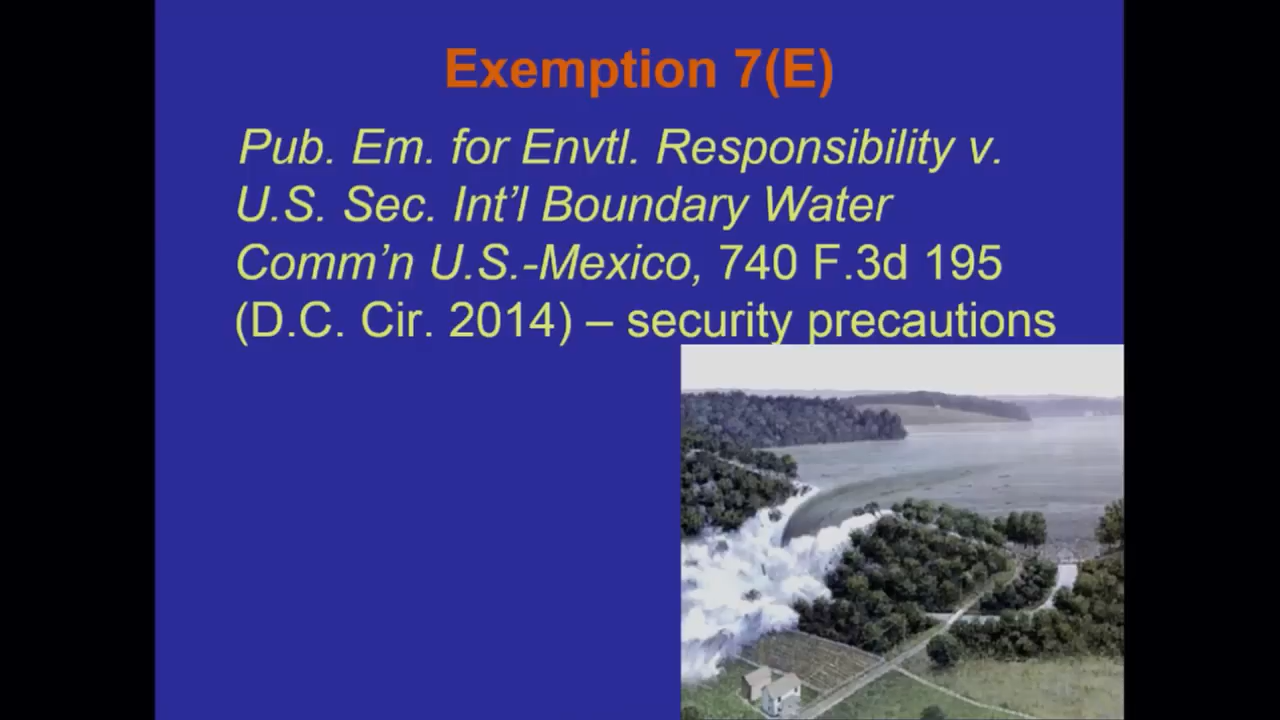 Exemption 7(E)
Pub. Em. for Envtl. Responsibility v.
U.S. Sec. Int’l Boundary Water
Comm’n U.S.-Mexico, 740 F.3d 195
(D.C. Cir. 2014) – security precautions